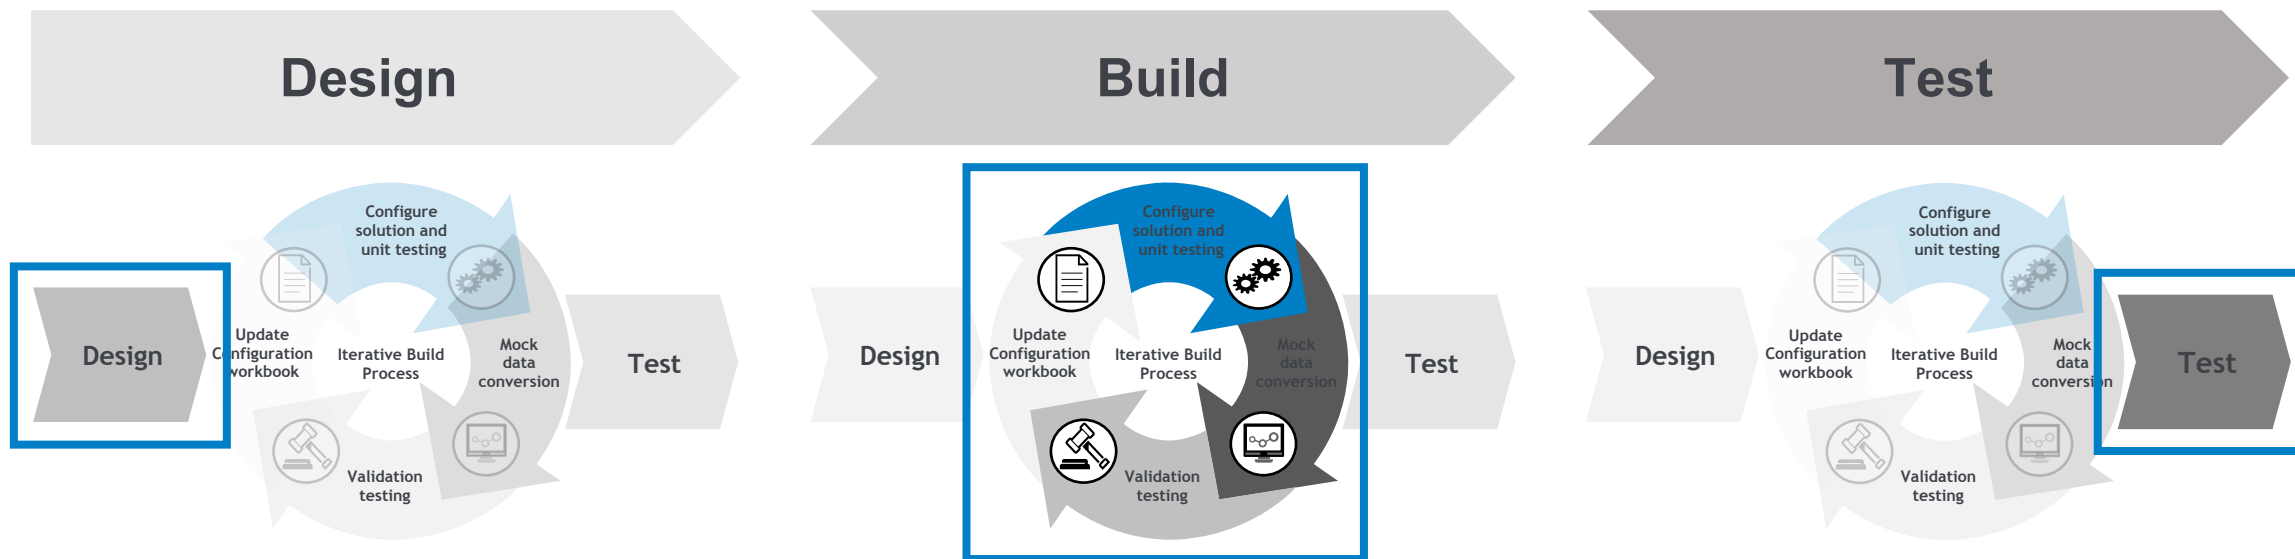 Design
Build
Test
Design
Update
Configuration
workbook
Configure
solution and
unit testing
Iterative Build
Process
Mock
data
conversion
Validation
testing
Test
Design
Update
Configuration
workbook
Configure
solution and
unit testing
Iterative Build
Process
Mock
data
conversion
Validation
testing
Test
Design
Update
Configuration
workbook
Configure
solution and
unit testing
Iterative Build
Process
Mock
data
conversion
Validation
testing
Test